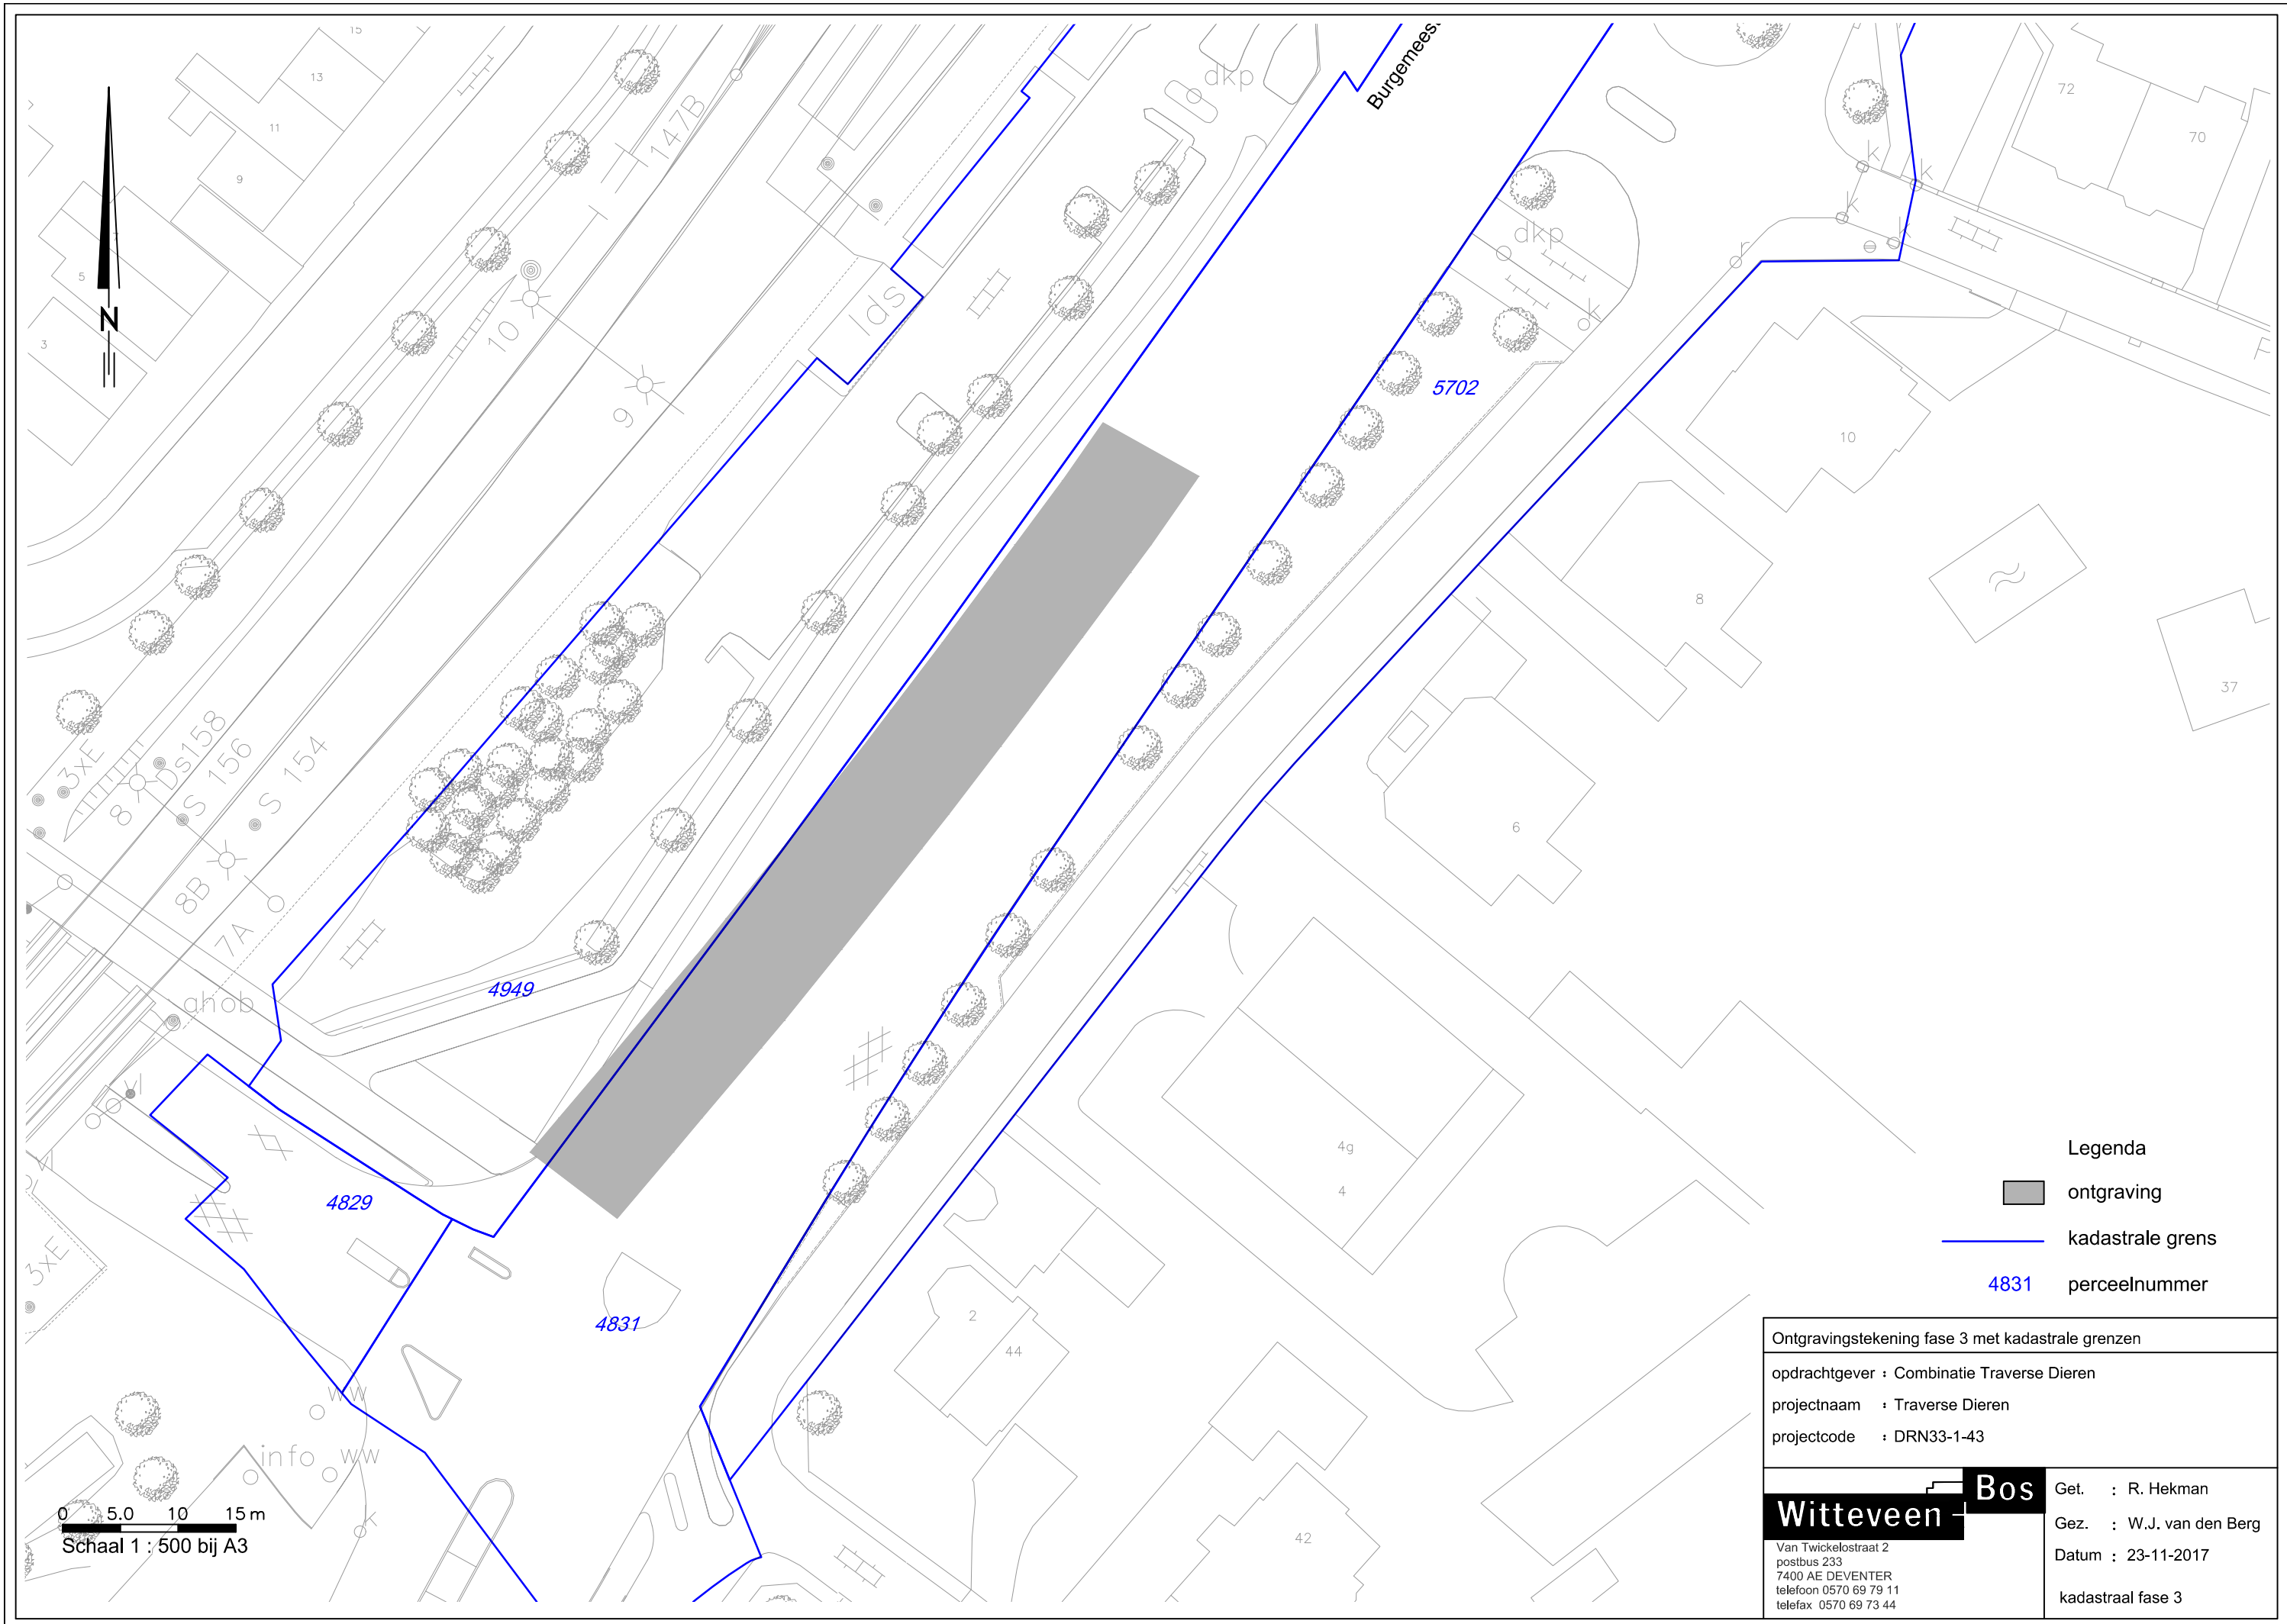 15
13
11
9
7
5
3
N
147B
10
9
lds
dkp
Burgemees
dkp
k
k
k
k
k
r
72
70
5702
10
8
37
6
3xE
8
Ds158
S 156
S 154
8B
7A
ahob
vl
vl
3xE
4949
4829
4831
4g
4
2
44
42
ww
info
ww
k
0 5.0 10 15 m
Schaal 1 : 500 bij A3
Legenda
ontgraving
kadastrale grens
4831 perceelnummer
Ontgravingstekening fase 3 met kadastrale grenzen
opdrachtgever : Combinatie Traverse Dieren
projectnaam : Traverse Dieren
projectcode : DRN33-1-43
Witteveen Bos
Van Twickelostraat 2
postbus 233
7400 AE DEVENTER
telefoon 0570 69 79 11
telefax 0570 69 73 44
Get. : R. Hekman
Gez. : W.J. van den Berg
Datum : 23-11-2017
kadastraal fase 3